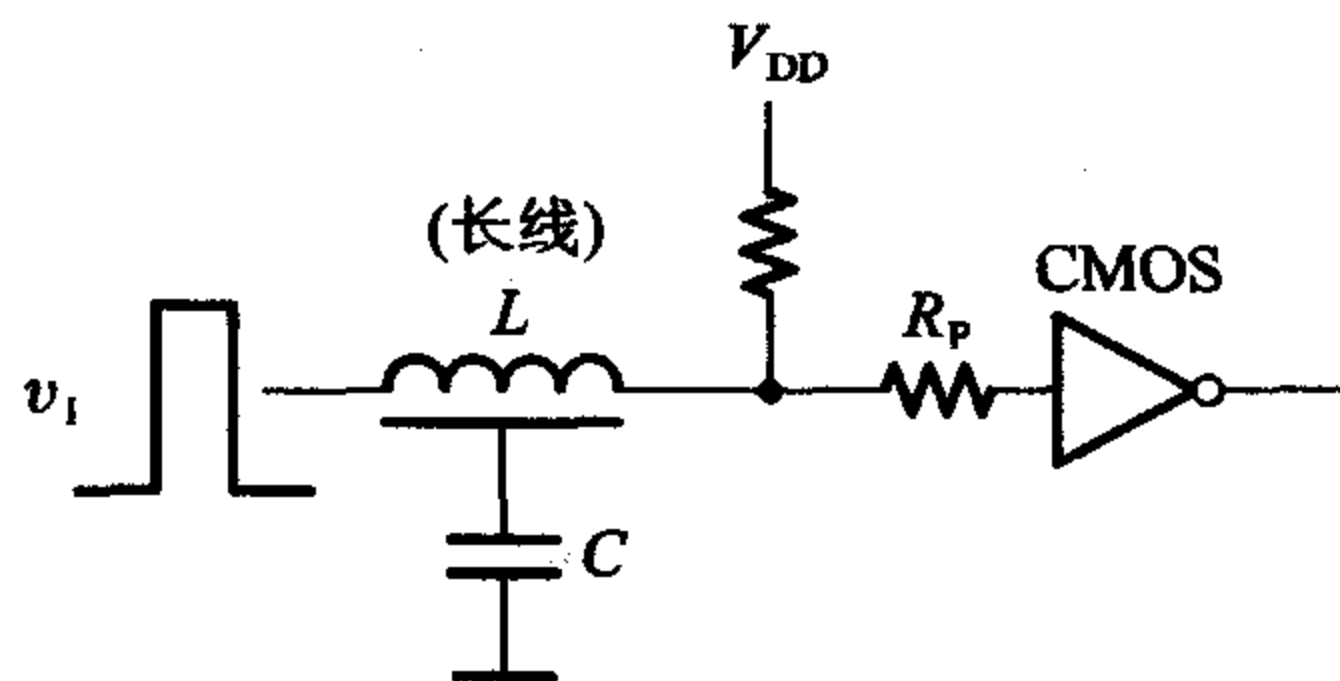 V_DD
(长线)
L
CMOS
R_P
v_I
C